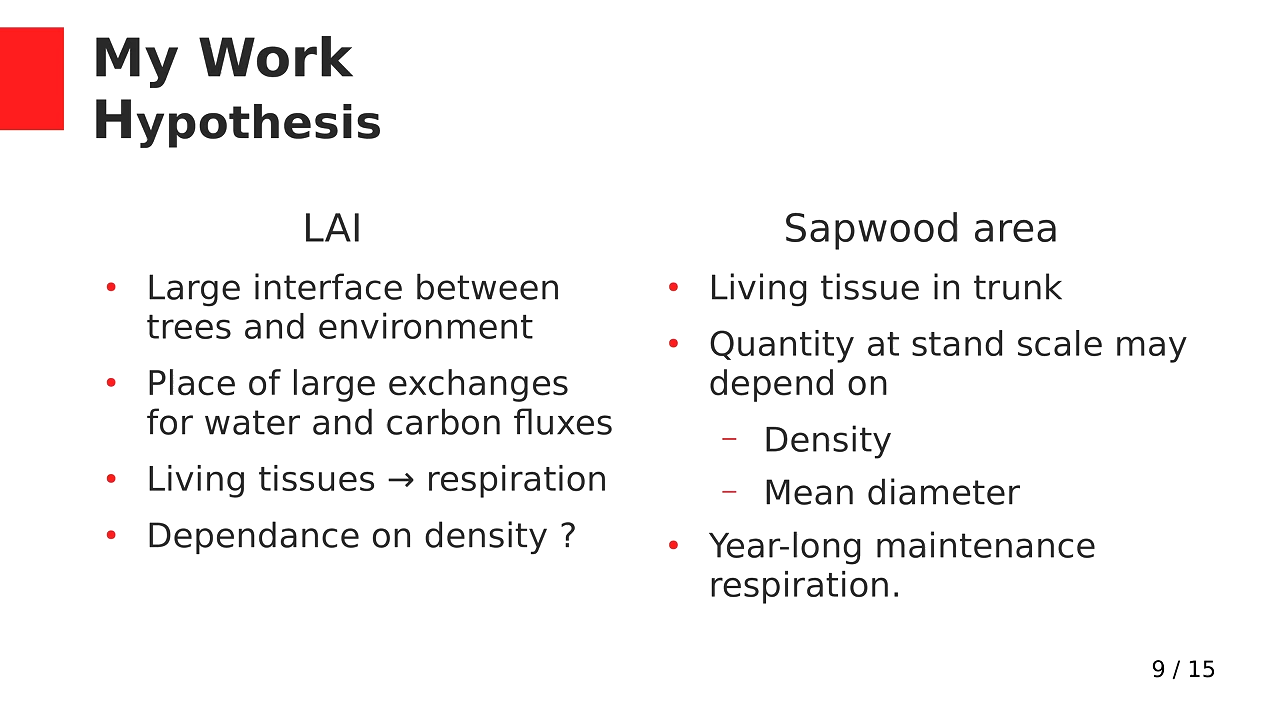 My Work
Hypothesis
LAI
• Large interface between
trees and environment
• Place of large exchanges
for water and carbon fluxes
• Living tissues → respiration
• Dependance on density ?
Sapwood area
• Living tissue in trunk
• Quantity at stand scale may
depend on
– Density
– Mean diameter
• Year-long maintenance
respiration.
9 / 15